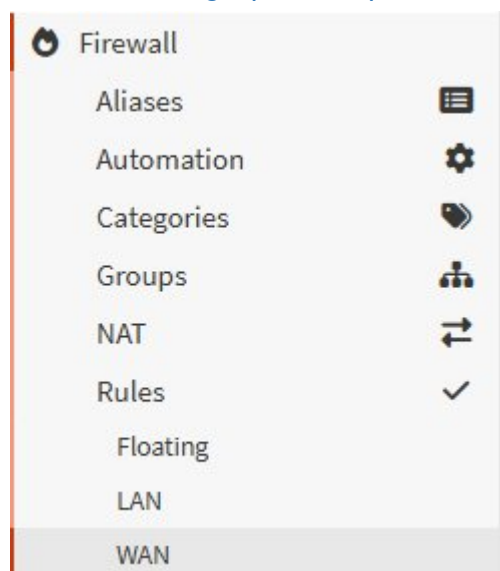 Firewall
Aliases
Automation
Categories
Groups
NAT
Rules
Floating
LAN
WAN